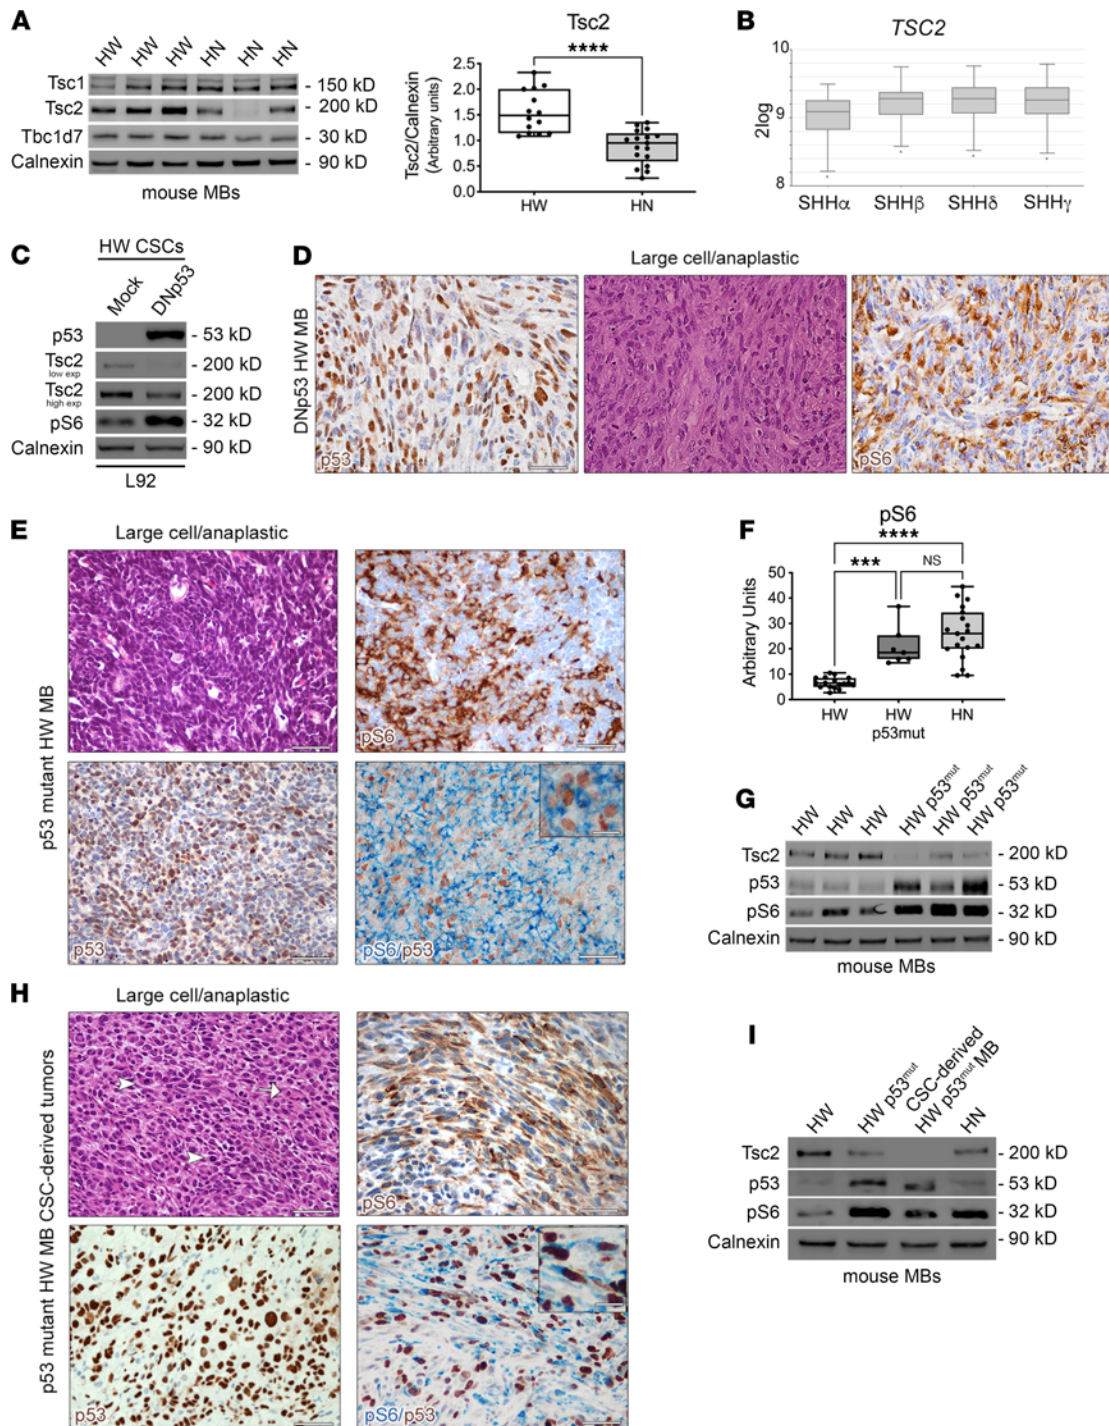 A
HW HW HW HN HN HN
Tsc1 - 150 kD
Tsc2 - 200 kD
Tbc1d7 - 30 kD
Calnexin - 90 kD
mouse MBs
Tsc2
****
Tsc2/Calnexin
(Arbitrary units)
2.5
2.0
1.5
1.0
0.5
0.0
HW HN
B
TSC2
2log
10
9
8
SHHα SHHβ SHHδ SHHγ
C
HW CSCs
Mock DNp53
p53 - 53 kD
Tsc2 - 200 kD
low exp
Tsc2 - 200 kD
high exp
pS6 - 32 kD
Calnexin - 90 kD
L92
D
Large cell/anaplastic
DNp53 HW MB
p53
pS6
E
Large cell/anaplastic
p53 mutant HW MB
pS6
p53
pS6/p53
F
pS6
****
*** NS
Arbitrary Units
50
40
30
20
10
0
HW HW HN
p53mut
G
HW HW HW HW p53mut HW p53mut HW p53mut
Tsc2 - 200 kD
p53 - 53 kD
pS6 - 32 kD
Calnexin - 90 kD
mouse MBs
H
Large cell/anaplastic
p53 mutant HW MB CSC-derived tumors
pS6
p53
pS6/p53
I
HW HW p53mut CSC-derived HW p53mut MB HN
Tsc2 - 200 kD
p53 - 53 kD
pS6 - 32 kD
Calnexin - 90 kD
mouse MBs